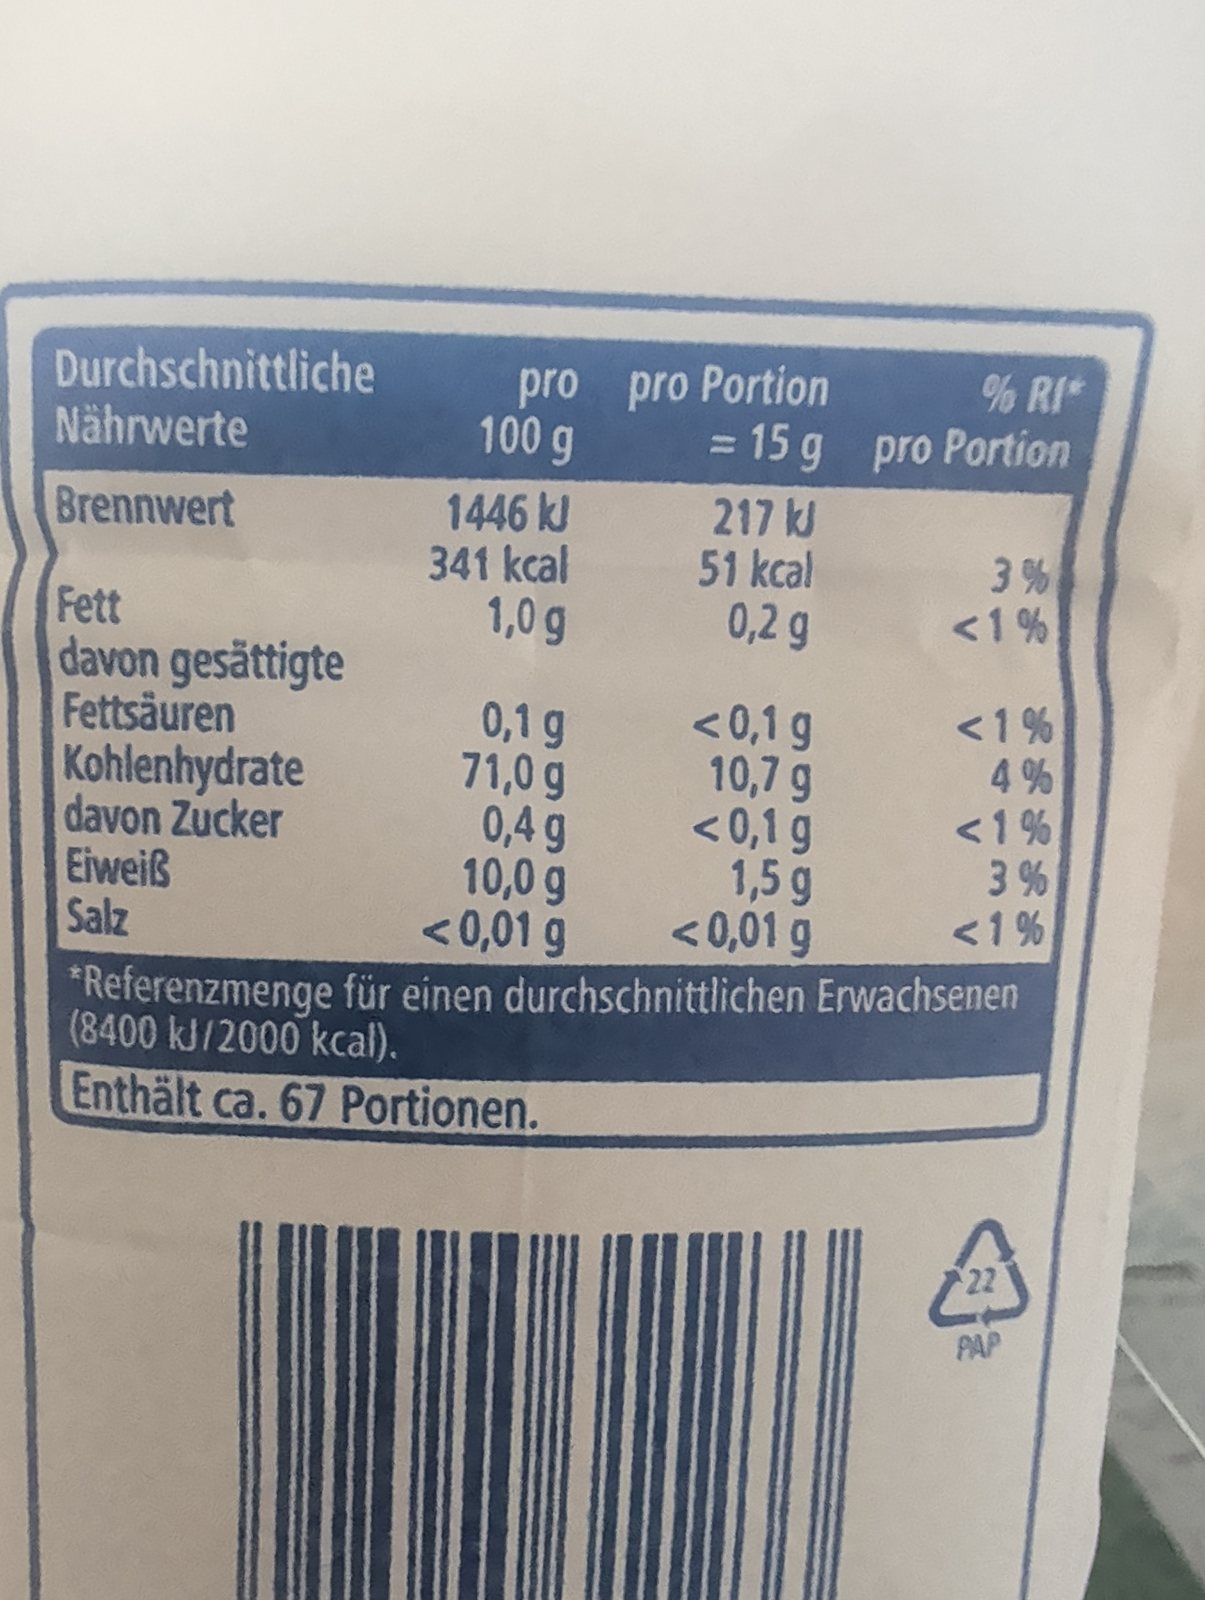 Durchschnittliche pro pro Portion % RI*
Nährwerte 100 g = 15 g pro Portion
Brennwert 1446 kJ 217 kJ
341 kcal 51 kcal 3 %
Fett 1,0 g 0,2 g <1 %
davon gesättigte
Fettsäuren 0,1 g <0,1 g <1 %
Kohlenhydrate 71,0 g 10,7 g 4 %
davon Zucker 0,4 g <0,1 g <1 %
Eiweiß 10,0 g 1,5 g 3 %
Salz <0,01 g <0,01 g <1 %
*Referenzmenge für einen durchschnittlichen Erwachsenen
(8400 kJ/2000 kcal).
Enthält ca. 67 Portionen.
22
PAP